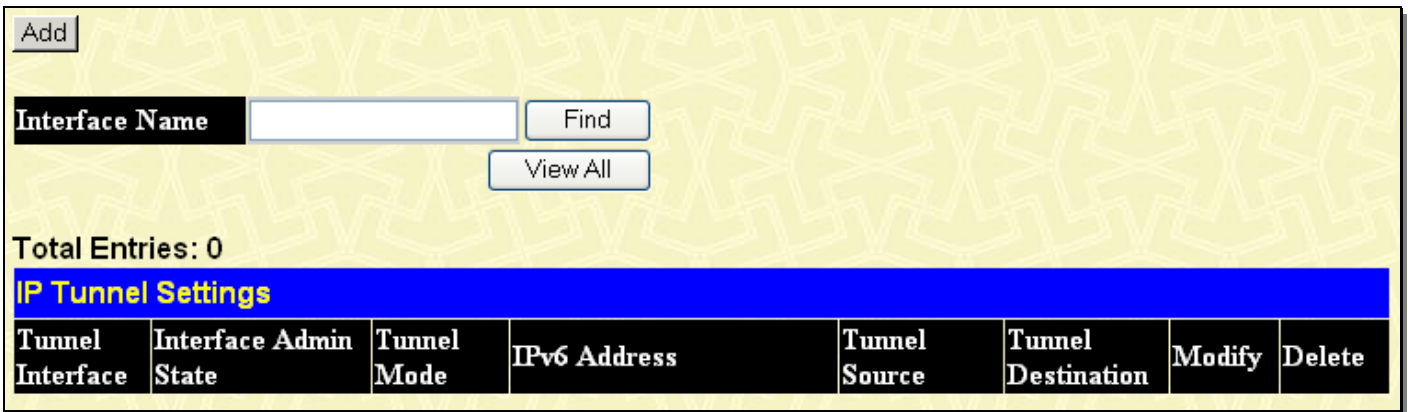 Add
Interface Name
Find
View All
Total Entries: 0
IP Tunnel Settings
Tunnel Interface
Interface Admin State
Tunnel Mode
IPv6 Address
Tunnel Source
Tunnel Destination
Modify
Delete